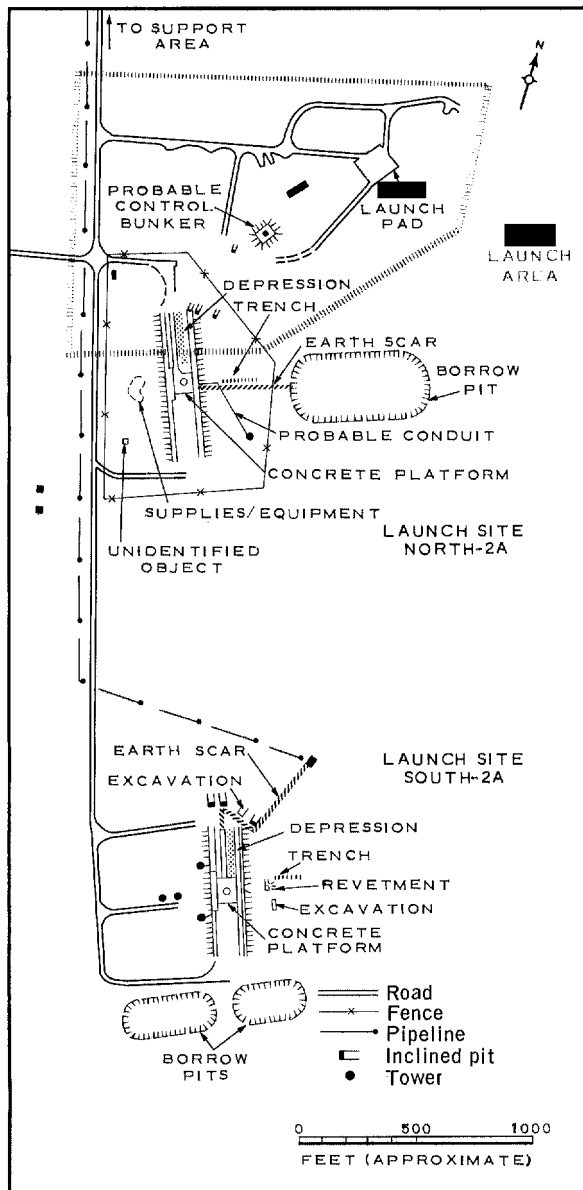 TO SUPPORT
AREA
N
PROBABLE
CONTROL
BUNKER
LAUNCH
PAD
LAUNCH
AREA
DEPRESSION
TRENCH
EARTH SCAR
BORROW
PIT
PROBABLE CONDUIT
CONCRETE PLATFORM
SUPPLIES/EQUIPMENT
UNIDENTIFIED
OBJECT
LAUNCH SITE
NORTH-2A
EARTH SCAR
EXCAVATION
LAUNCH SITE
SOUTH-2A
DEPRESSION
TRENCH
REVETMENT
EXCAVATION
CONCRETE
PLATFORM
BORROW
PITS
Road
Fence
Pipeline
Inclined pit
Tower
0 500 1000
FEET (APPROXIMATE)